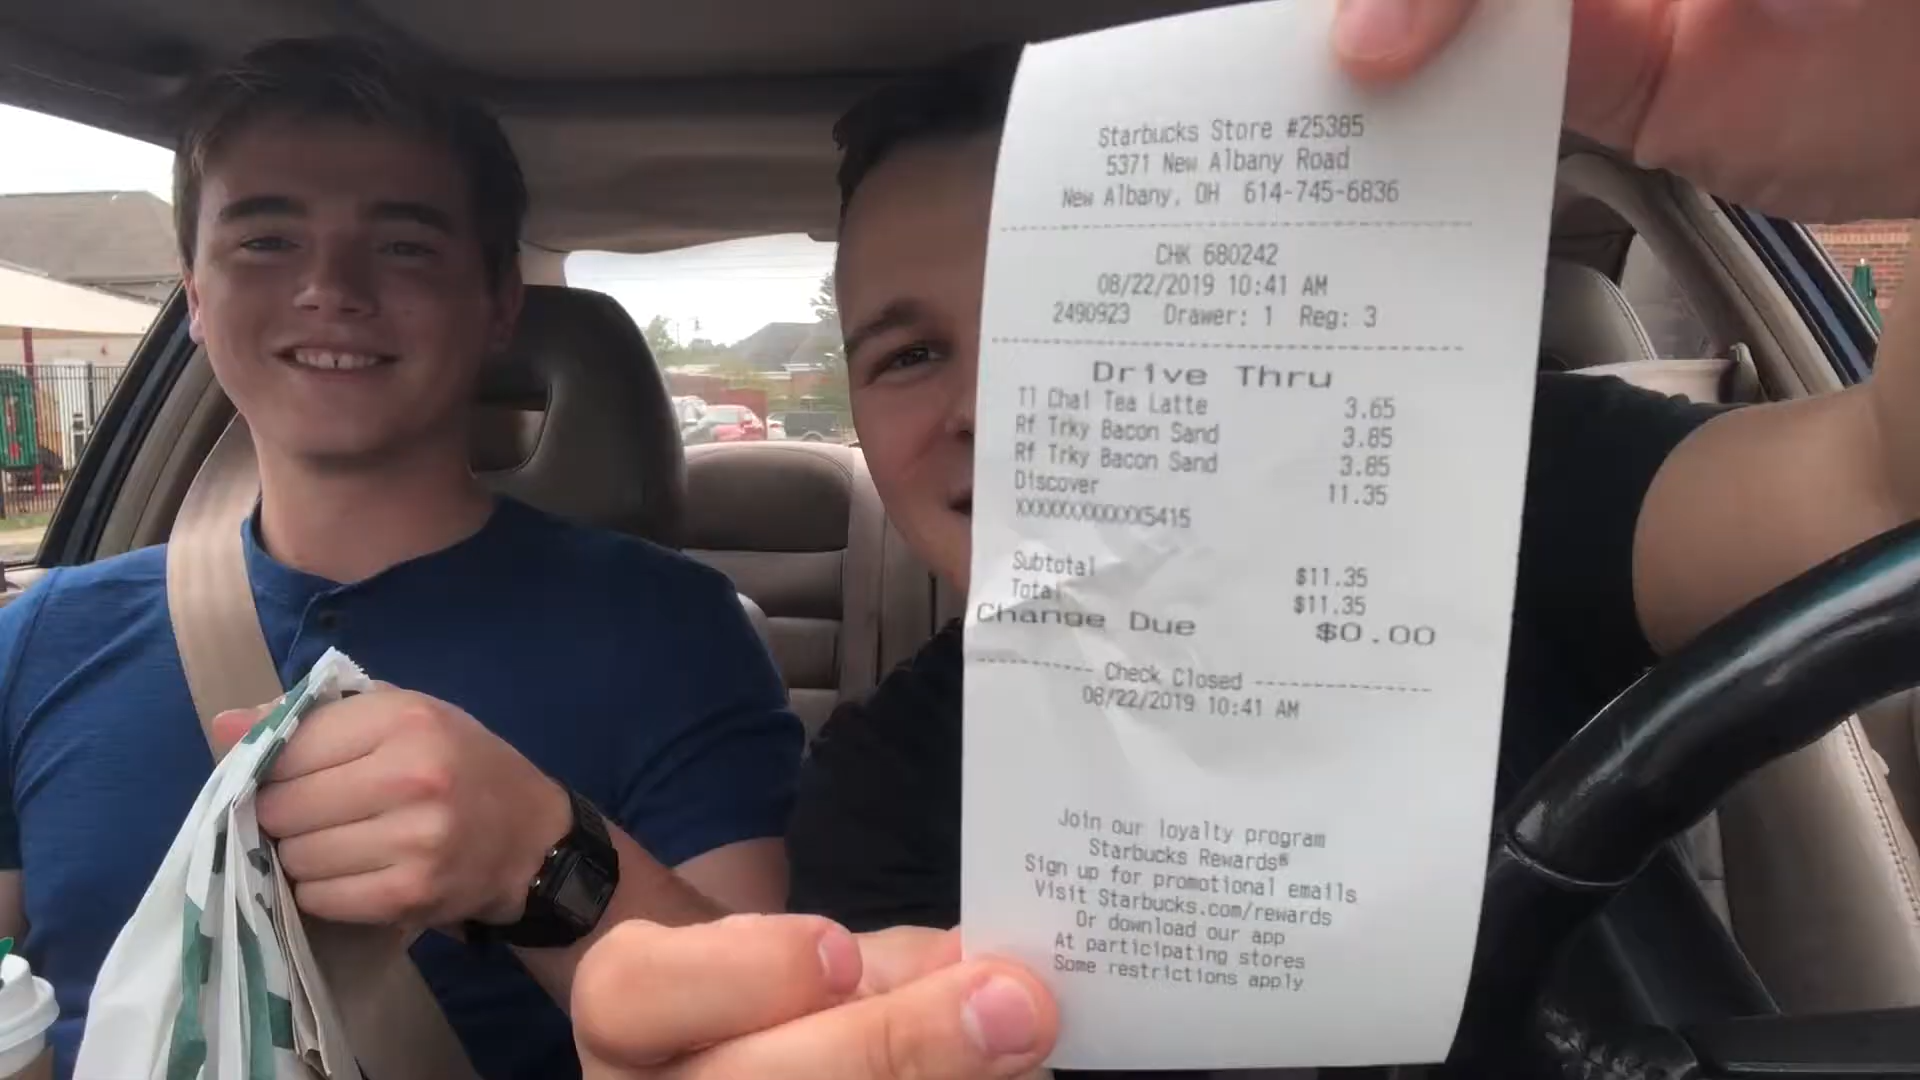 Starbucks Store #25385
5371 New Albany Road
New Albany, OH 614-745-6836
CHK 680242
08/22/2019 10:41 AM
2490923 Drawer: 1 Reg: 3
Drive Thru
Tl Chai Tea Latte 3.65
Rf Trky Bacon Sand 3.85
Rf Trky Bacon Sand 3.85
Discover 11.35
XXXXXXXXXXXX5415
Subtotal $11.35
Total $11.35
Change Due $0.00
Check Closed
08/22/2019 10:41 AM
Join our loyalty program
Starbucks Rewards®
Sign up for promotional emails
Visit Starbucks.com/rewards
Or download our app
At participating stores
Some restrictions apply